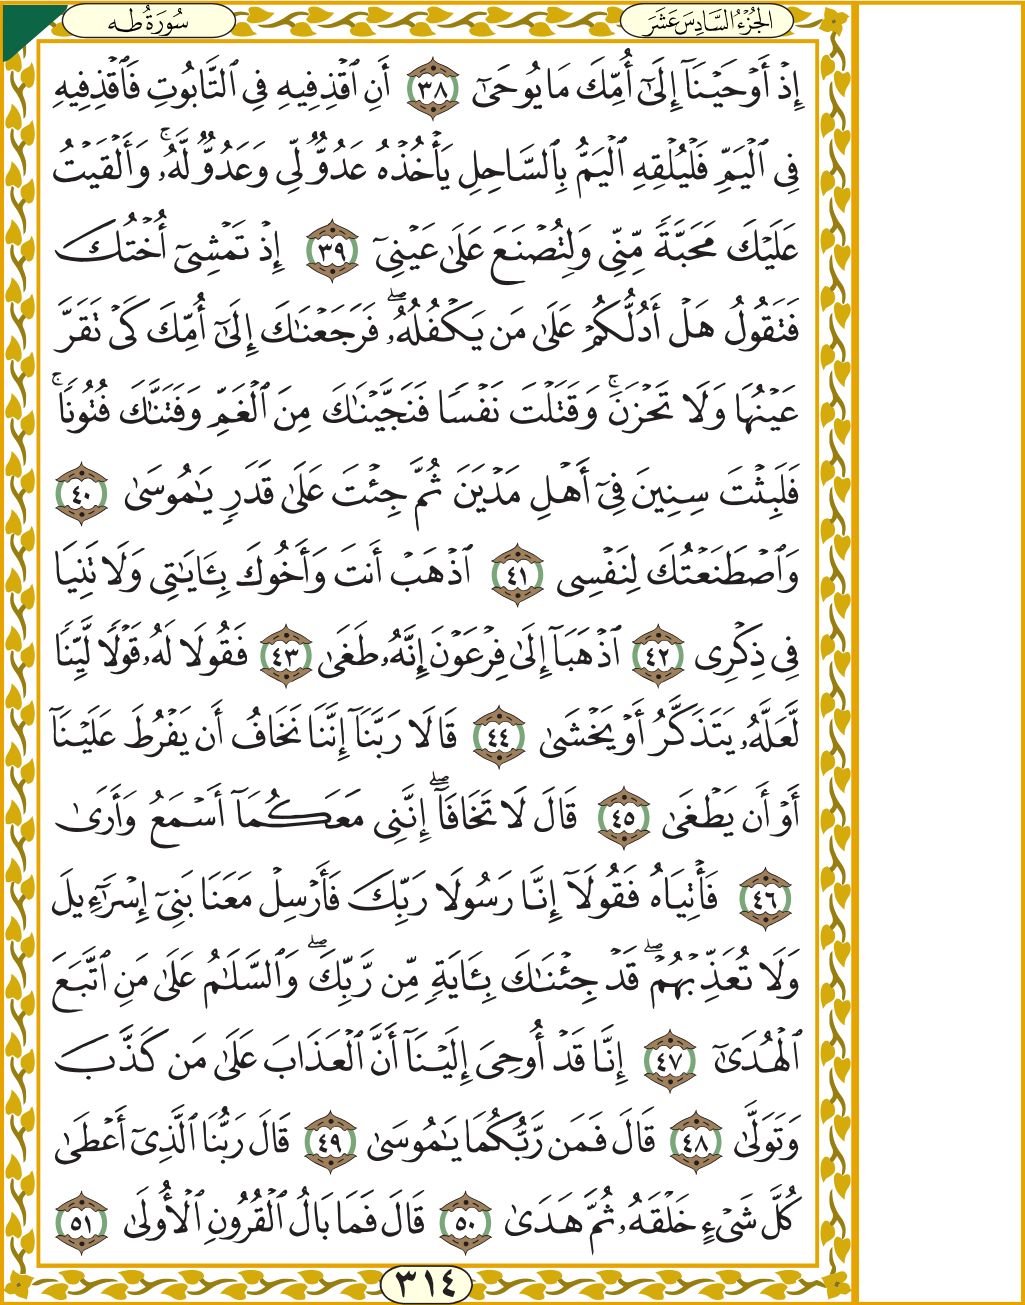 الجُزْءُ السَّادِسَ عَشَرَ
سُورَةُ طه
إِذْ أَوْحَيْنَآ إِلَىٰٓ أُمِّكَ مَا يُوحَىٰٓ ٣٨ أَنِ ٱقْذِفِيهِ فِى ٱلتَّابُوتِ فَٱقْذِفِيهِ
فِى ٱلْيَمِّ فَلْيُلْقِهِ ٱلْيَمُّ بِٱلسَّاحِلِ يَأْخُذْهُ عَدُوٌّ لِّى وَعَدُوٌّ لَّهُۥ ۚ وَأَلْقَيْتُ
عَلَيْكَ مَحَبَّةً مِّنِّى وَلِتُصْنَعَ عَلَىٰ عَيْنِىٓ ٣٩ إِذْ تَمْشِىٓ أُخْتُكَ
فَتَقُولُ هَلْ أَدُلُّكُمْ عَلَىٰ مَن يَكْفُلُهُۥ ۖ فَرَجَعْنَـٰكَ إِلَىٰٓ أُمِّكَ كَىْ تَقَرَّ
عَيْنُهَا وَلَا تَحْزَنَ ۚ وَقَتَلْتَ نَفْسًا فَنَجَّيْنَـٰكَ مِنَ ٱلْغَمِّ وَفَتَنَّـٰكَ فُتُونًا ۚ
فَلَبِثْتَ سِنِينَ فِىٓ أَهْلِ مَدْيَنَ ثُمَّ جِئْتَ عَلَىٰ قَدَرٍ يَـٰمُوسَىٰ ٤٠
وَٱصْطَنَعْتُكَ لِنَفْسِى ٤١ ٱذْهَبْ أَنتَ وَأَخُوكَ بِـَٔايَـٰتِى وَلَا تَنِيَا
فِى ذِكْرِى ٤٢ ٱذْهَبَآ إِلَىٰ فِرْعَوْنَ إِنَّهُۥ طَغَىٰ ٤٣ فَقُولَا لَهُۥ قَوْلًا لَّيِّنًا
لَّعَلَّهُۥ يَتَذَكَّرُ أَوْ يَخْشَىٰ ٤٤ قَالَا رَبَّنَآ إِنَّنَا نَخَافُ أَن يَفْرُطَ عَلَيْنَآ
أَوْ أَن يَطْغَىٰ ٤٥ قَالَ لَا تَخَافَآ ۖ إِنَّنِى مَعَكُمَآ أَسْمَعُ وَأَرَىٰ
٤٦ فَأْتِيَاهُ فَقُولَآ إِنَّا رَسُولَا رَبِّكَ فَأَرْسِلْ مَعَنَا بَنِىٓ إِسْرَٰٓءِيلَ
وَلَا تُعَذِّبْهُمْ ۖ قَدْ جِئْنَـٰكَ بِـَٔايَةٍ مِّن رَّبِّكَ ۖ وَٱلسَّلَـٰمُ عَلَىٰ مَنِ ٱتَّبَعَ
ٱلْهُدَىٰٓ ٤٧ إِنَّا قَدْ أُوحِىَ إِلَيْنَآ أَنَّ ٱلْعَذَابَ عَلَىٰ مَن كَذَّبَ
وَتَوَلَّىٰ ٤٨ قَالَ فَمَن رَّبُّكُمَا يَـٰمُوسَىٰ ٤٩ قَالَ رَبُّنَا ٱلَّذِىٓ أَعْطَىٰ
كُلَّ شَىْءٍ خَلْقَهُۥ ثُمَّ هَدَىٰ ٥٠ قَالَ فَمَا بَالُ ٱلْقُرُونِ ٱلْأُولَىٰ ٥١
٣١٤